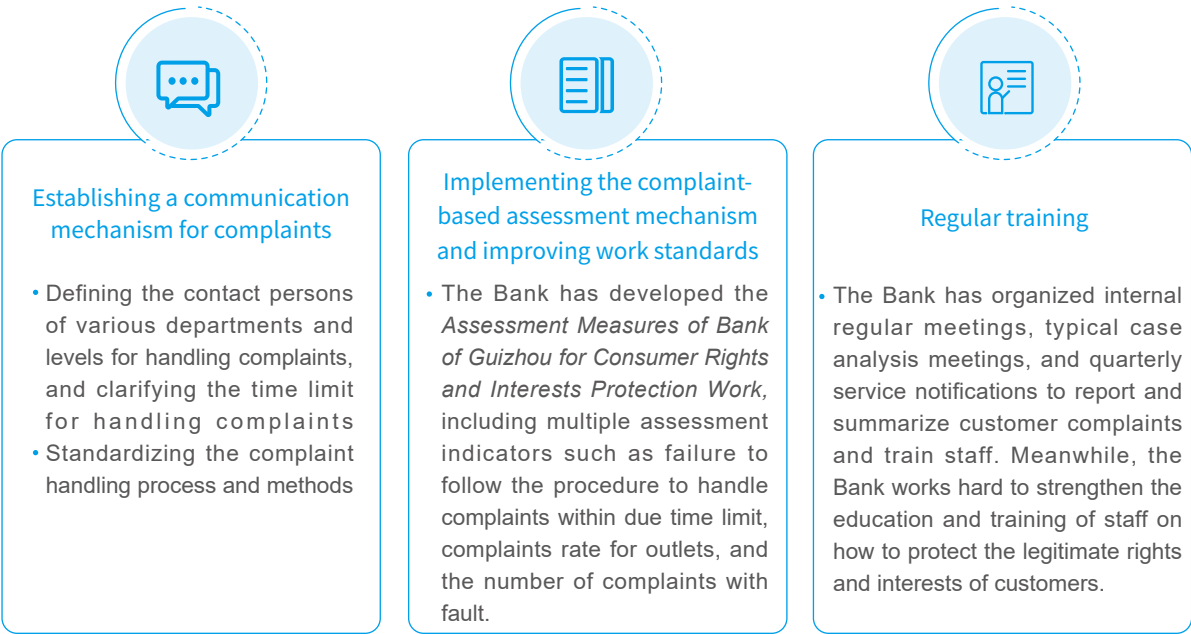 Establishing a communication
mechanism for complaints
• Defining the contact persons
of various departments and
levels for handling complaints,
and clarifying the time limit
for handling complaints
• Standardizing the complaint
handling process and methods
Implementing the complaint-
based assessment mechanism
and improving work standards
• The Bank has developed the
Assessment Measures of Bank
of Guizhou for Consumer Rights
and Interests Protection Work,
including multiple assessment
indicators such as failure to
follow the procedure to handle
complaints within due time limit,
complaints rate for outlets, and
the number of complaints with
fault.
Regular training
• The Bank has organized internal
regular meetings, typical case
analysis meetings, and quarterly
service notifications to report and
summarize customer complaints
and train staff. Meanwhile, the
Bank works hard to strengthen the
education and training of staff on
how to protect the legitimate rights
and interests of customers.